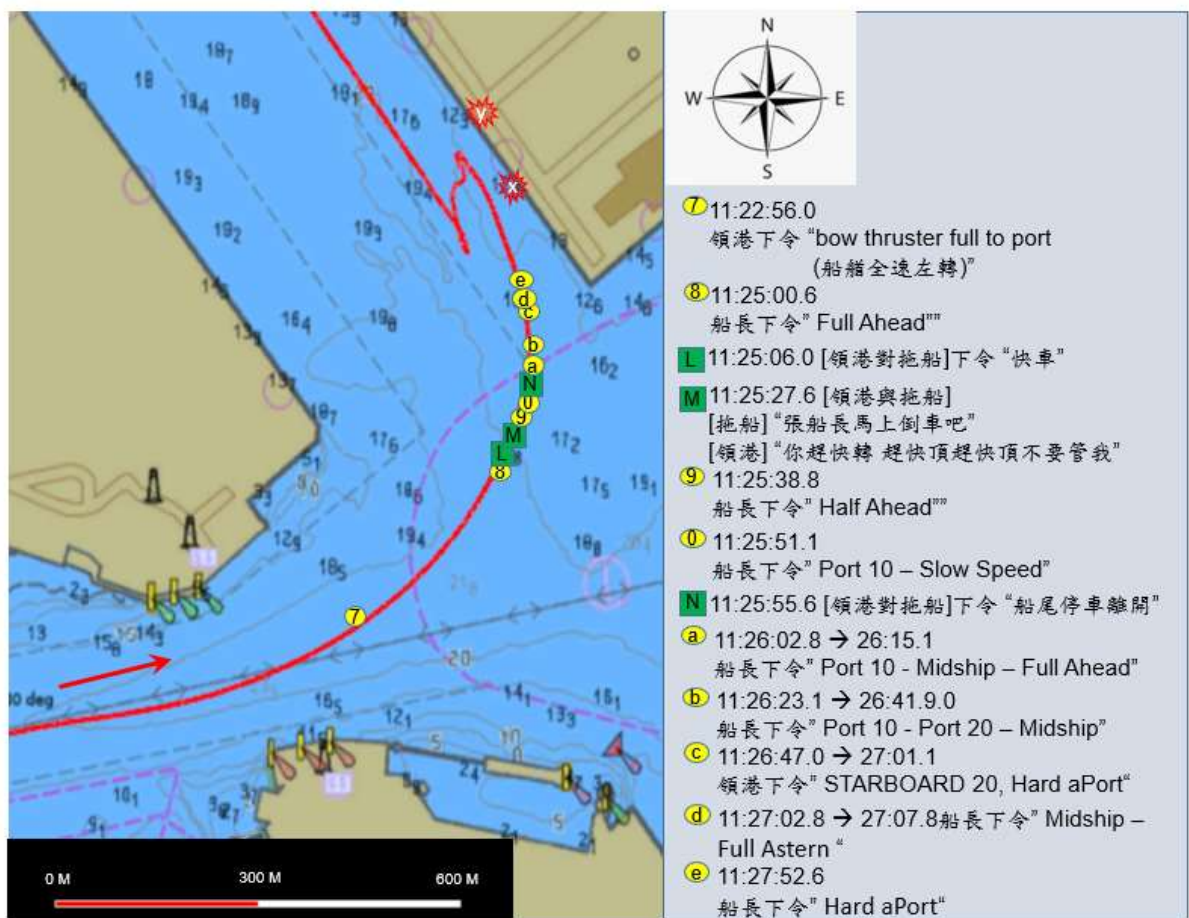 N
W
E
S
7 11:22:56.0
領港下令 “bow thruster full to port
(船艏全速左轉)”
8 11:25:00.6
船長下令” Full Ahead””
L 11:25:06.0 [領港對拖船]下令 “快車”
M 11:25:27.6 [領港與拖船]
[拖船] “張船長馬上倒車吧”
[領港] “你趕快轉 趕快頂趕快頂不要管我”
9 11:25:38.8
船長下令” Half Ahead””
0 11:25:51.1
船長下令” Port 10 – Slow Speed”
N 11:25:55.6 [領港對拖船]下令 “船尾停車離開”
a 11:26:02.8 → 26:15.1
船長下令” Port 10 - Midship – Full Ahead”
b 11:26:23.1 → 26:41.9.0
船長下令” Port 10 - Port 20 – Midship”
c 11:26:47.0 → 27:01.1
領港下令” STARBOARD 20, Hard aPort“
d 11:27:02.8 → 27:07.8船長下令” Midship –
Full Astern “
e 11:27:52.6
船長下令” Hard aPort“
y
x
e
d
c
b
a
N
0
9
M
L
8
7
0 M 300 M 600 M